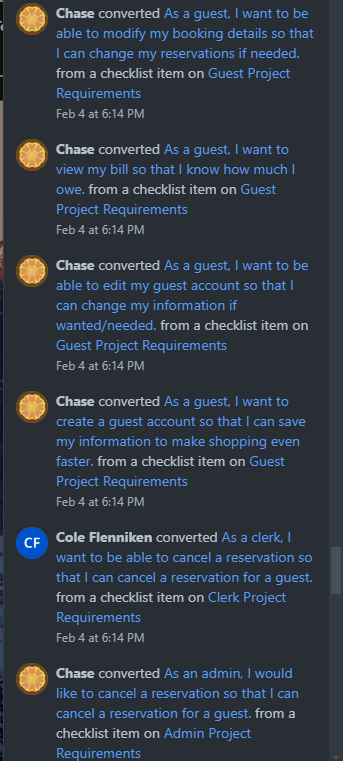 Chase converted As a guest, I want to be
able to modify my booking details so that
I can change my reservations if needed.
from a checklist item on Guest Project
Requirements
Feb 4 at 6:14 PM
Chase converted As a guest, I want to
view my bill so that I know how much I
owe. from a checklist item on Guest
Project Requirements
Feb 4 at 6:14 PM
Chase converted As a guest, I want to be
able to edit my guest account so that I
can change my information if
wanted/needed. from a checklist item on
Guest Project Requirements
Feb 4 at 6:14 PM
Chase converted As a guest, I want to
create a guest account so that I can save
my information to make shopping even
faster. from a checklist item on Guest
Project Requirements
Feb 4 at 6:14 PM
CF
Cole Flenniken converted As a clerk, I
want to be able to cancel a reservation so
that I can cancel a reservation for a guest.
from a checklist item on Clerk Project
Requirements
Feb 4 at 6:14 PM
Chase converted As an admin, I would
like to cancel a reservation so that I can
cancel a reservation for a guest. from a
checklist item on Admin Project
Requirements